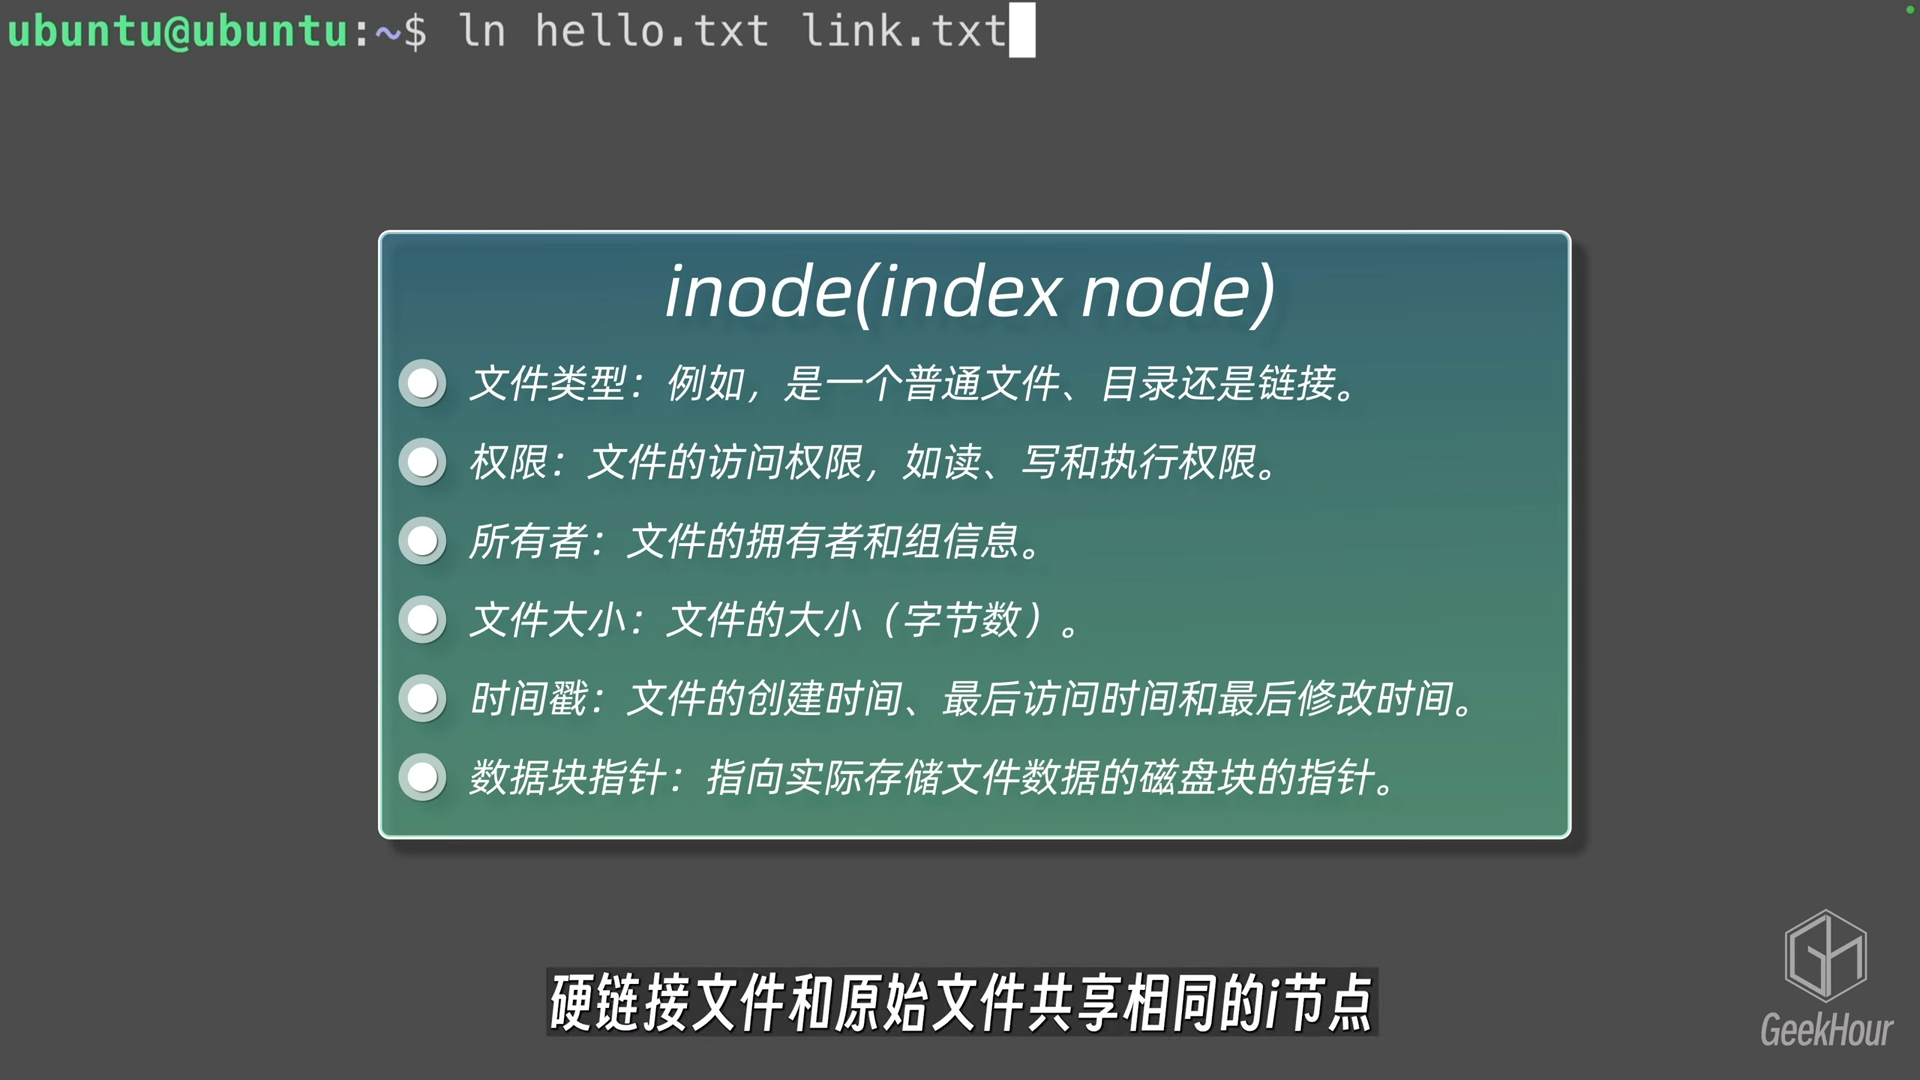 ubuntu@ubuntu:~$ ln hello.txt link.txt
inode(index node)
文件类型：例如，是一个普通文件、目录还是链接。
权限：文件的访问权限，如读、写和执行权限。
所有者：文件的拥有者和组信息。
文件大小：文件的大小（字节数）。
时间戳：文件的创建时间、最后访问时间和最后修改时间。
数据块指针：指向实际存储文件数据的磁盘块的指针。
硬链接文件和原始文件共享相同的i节点
GeekHour